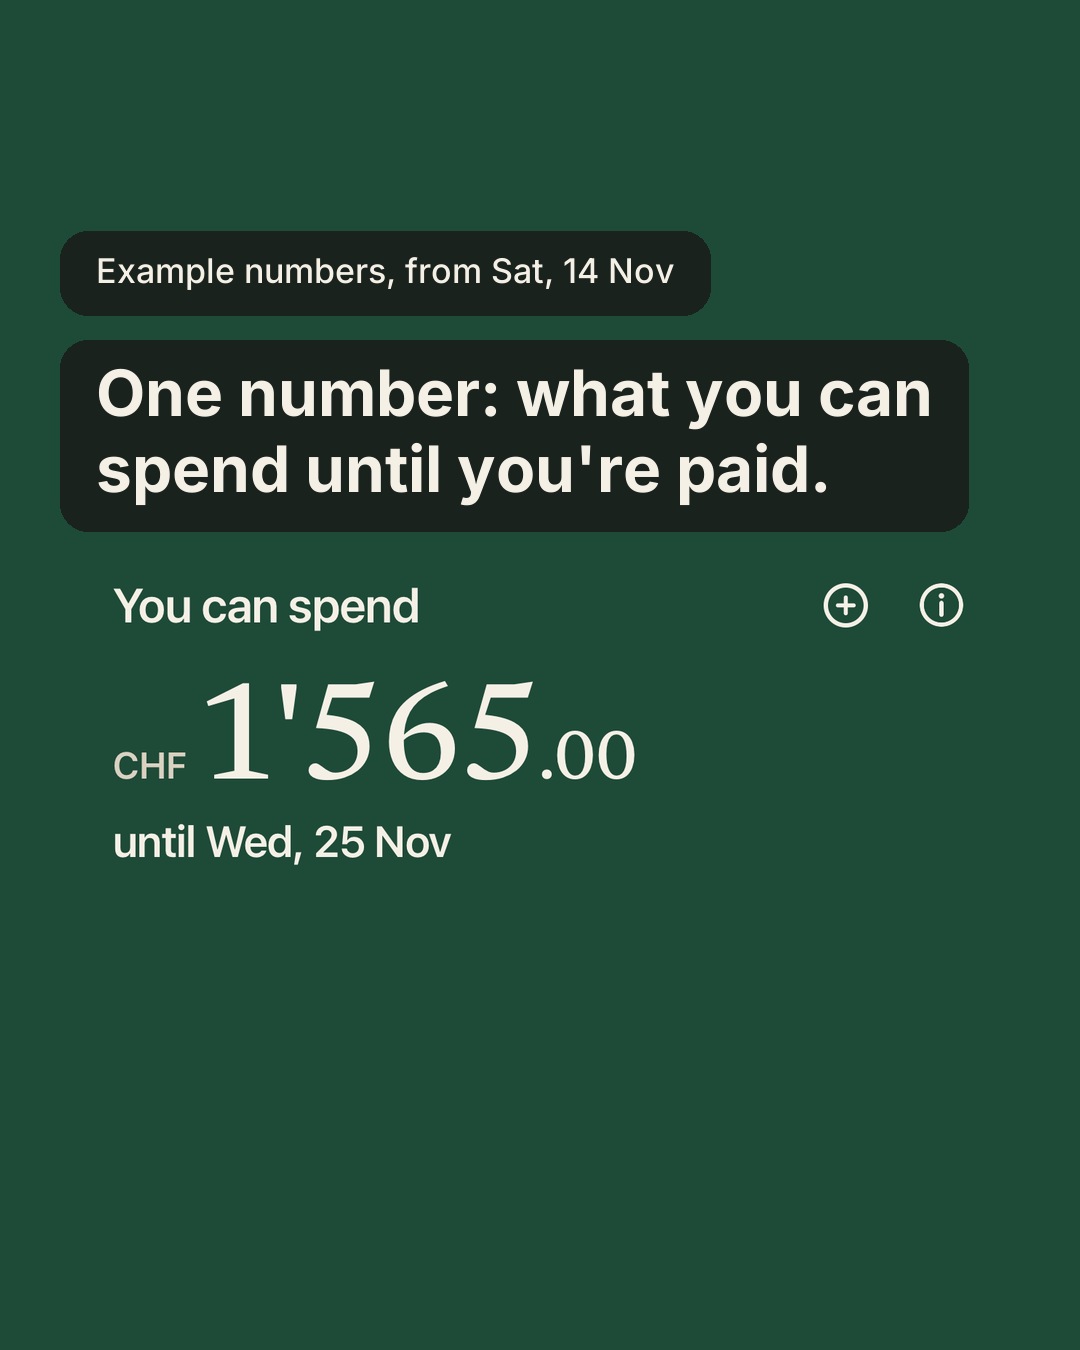 Example numbers, from Sat, 14 Nov
One number: what you can
spend until you're paid.
You can spend
CHF 1'565.00
until Wed, 25 Nov